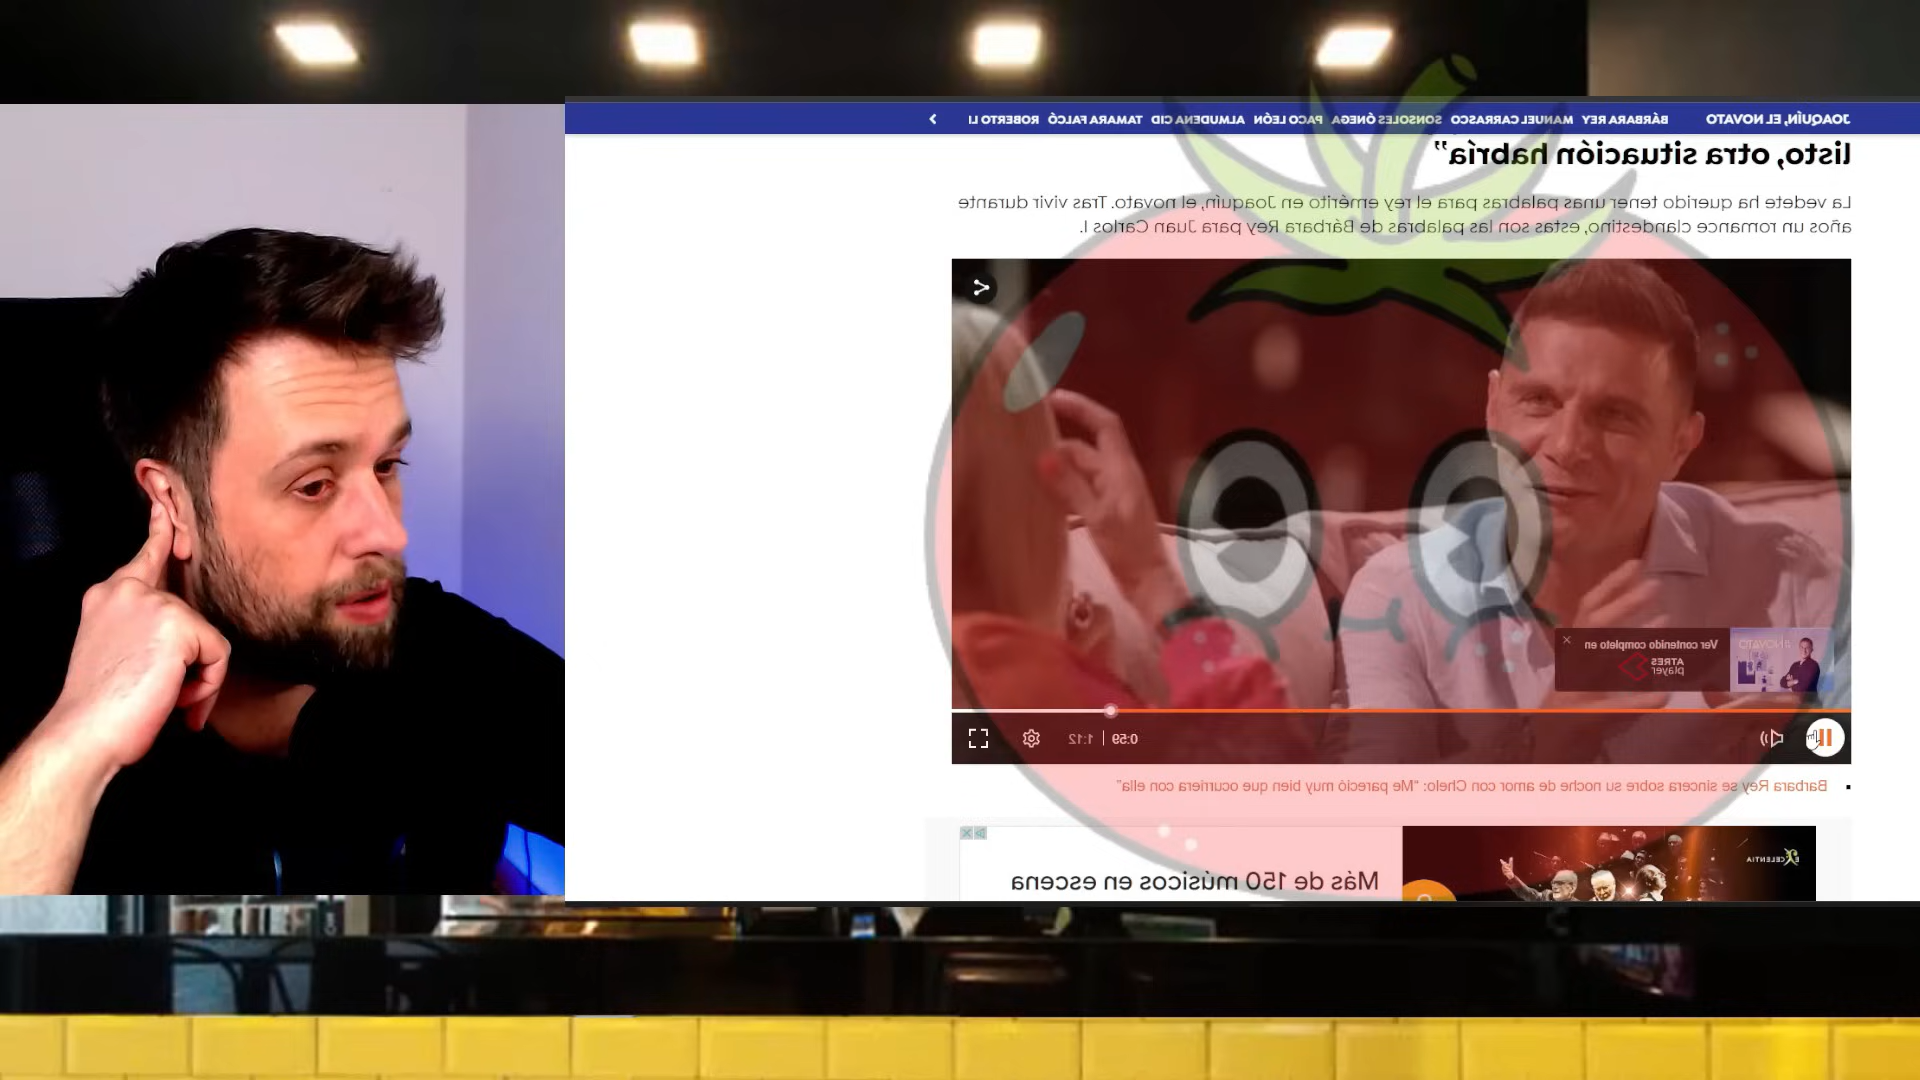 JOAQUÍN, EL NOVATO BÁRBARA REY MANUEL CARRASCO SONSOLES ÓNEGA PACO LEÓN ALMUDENA CID TAMARA FALCÓ ROBERTO LE
listo, otra situación habría”
La vedete ha querido tener unas palabras para el rey emérito en Joaquín, el novato. Tras vivir durante
años un romance clandestino, estas son las palabras de Bárbara Rey para Juan Carlos I.
#NOVATO
Ver contenido completo en
ATRES
player
0:59 | 1:12
Barbara Rey se sincera sobre su noche de amor con Chelo: “Me pareció muy bien que ocurriera con ella”
EXCELENTIA
Más de 150 músicos en escena